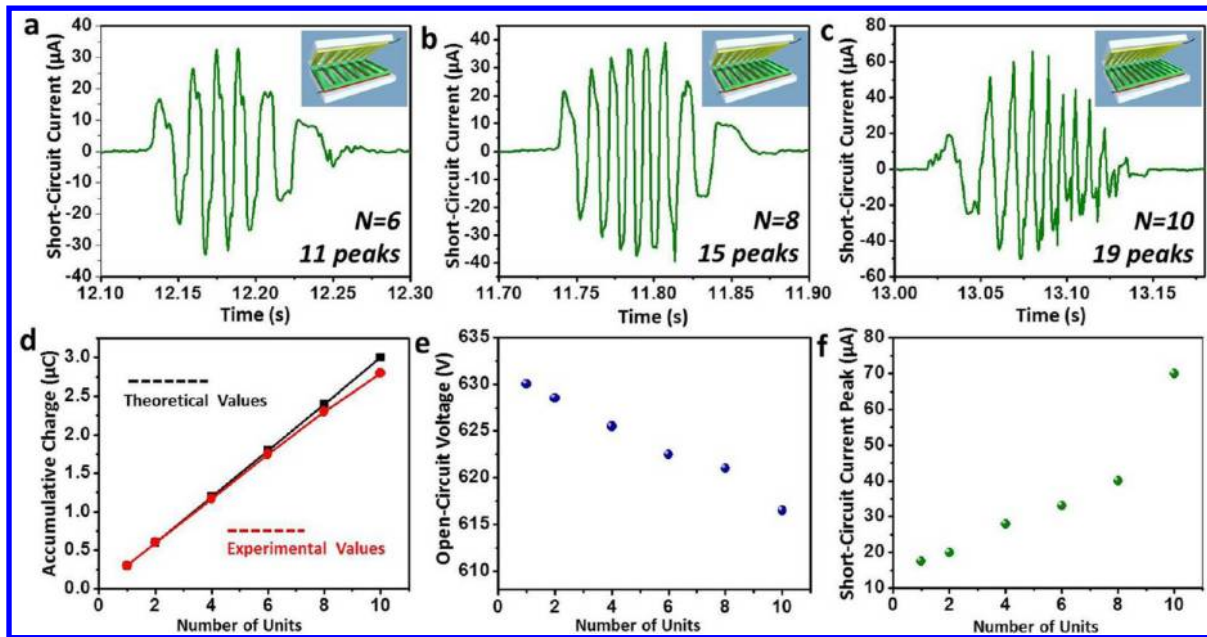 a
Short-Circuit Current (µA)
40
30
20
10
0
-10
-20
-30
-40
12.10 12.15 12.20 12.25 12.30
Time (s)
N=6
11 peaks
b
Short-Circuit Current (µA)
40
30
20
10
0
-10
-20
-30
-40
11.70 11.75 11.80 11.85 11.90
Time (s)
N=8
15 peaks
c
Short-Circuit Current (µA)
80
60
40
20
0
-20
-40
-60
13.00 13.05 13.10 13.15
Time (s)
N=10
19 peaks
d
Accumulative Charge (µC)
3.0
2.5
2.0
1.5
1.0
0.5
0.0
0 2 4 6 8 10
Number of Units
Theoretical Values
Experimental Values
e
Open-Circuit Voltage (V)
635
630
625
620
615
610
0 2 4 6 8 10
Number of Units
f
Short-Circuit Current Peak (µA)
80
70
60
50
40
30
20
10
0 2 4 6 8 10
Number of Units